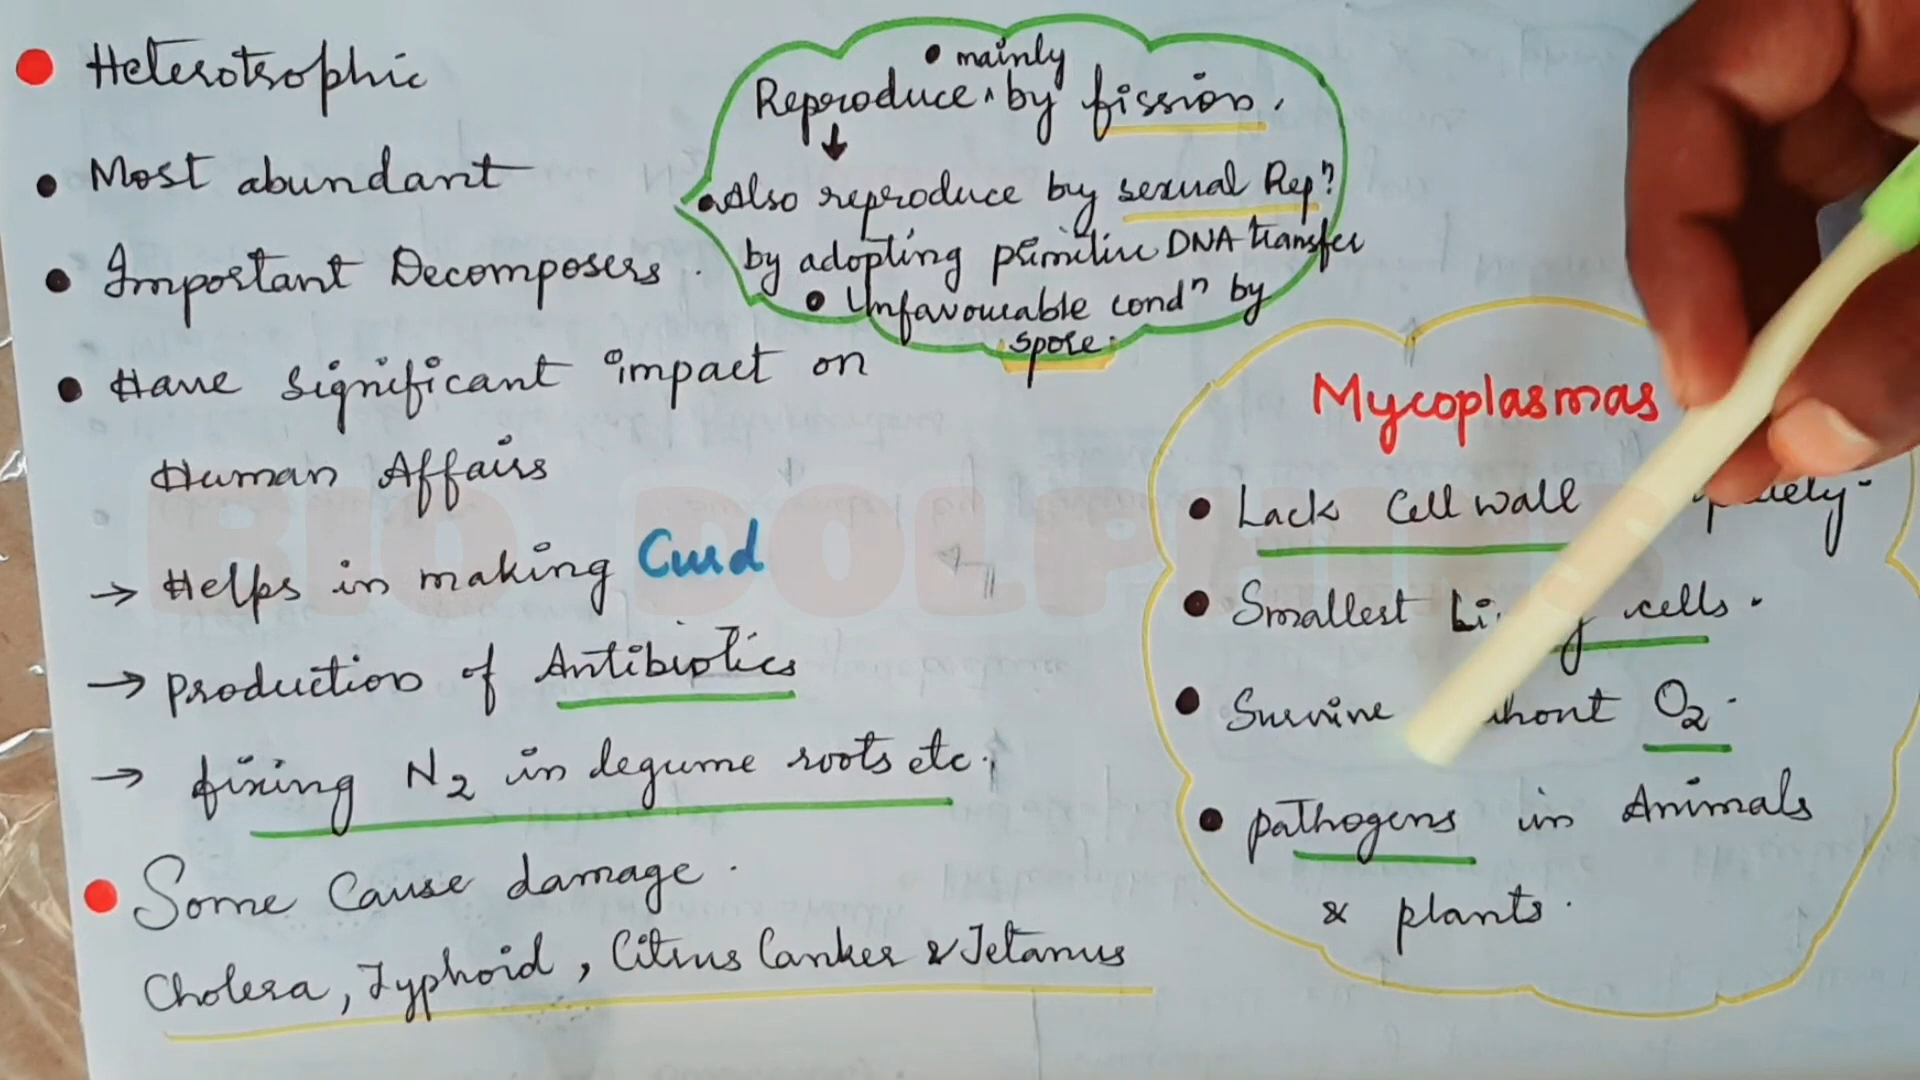 Heterotrophic
Most abundant
Important Decomposers.
Have significant impact on
Human Affairs
→ Helps in making Curd
→ production of Antibiotics
→ fixing N2 in legume roots etc.
Some Cause damage.
Cholera, Typhoid, Citrus Canker & Tetanus
mainly
Reproduce ^ by fission.
↓
Also reproduce by sexual Repⁿ
by adopting primitive DNA transfer
Unfavourable condⁿ by
spore.
Mycoplasmas
Lack Cell wall
Smallest cells.
Survive O2.
pathogens in Animals
& plants.
BIO DOLPHINS